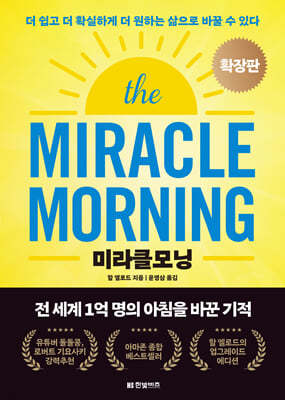 더 쉽고 더 확실하게 더 원하는 삶으로 바꿀 수 있다
확장판
the
MIRACLE
MORNING
미라클모닝
할 엘로드 지음 | 윤영삼 옮김
전 세계 1억 명의 아침을 바꾼 기적
유튜버 돌돌콩,
로버트 기요사키
강력추천
아마존 종합
베스트셀러
할 엘로드의
업그레이드
에디션
한빛비즈